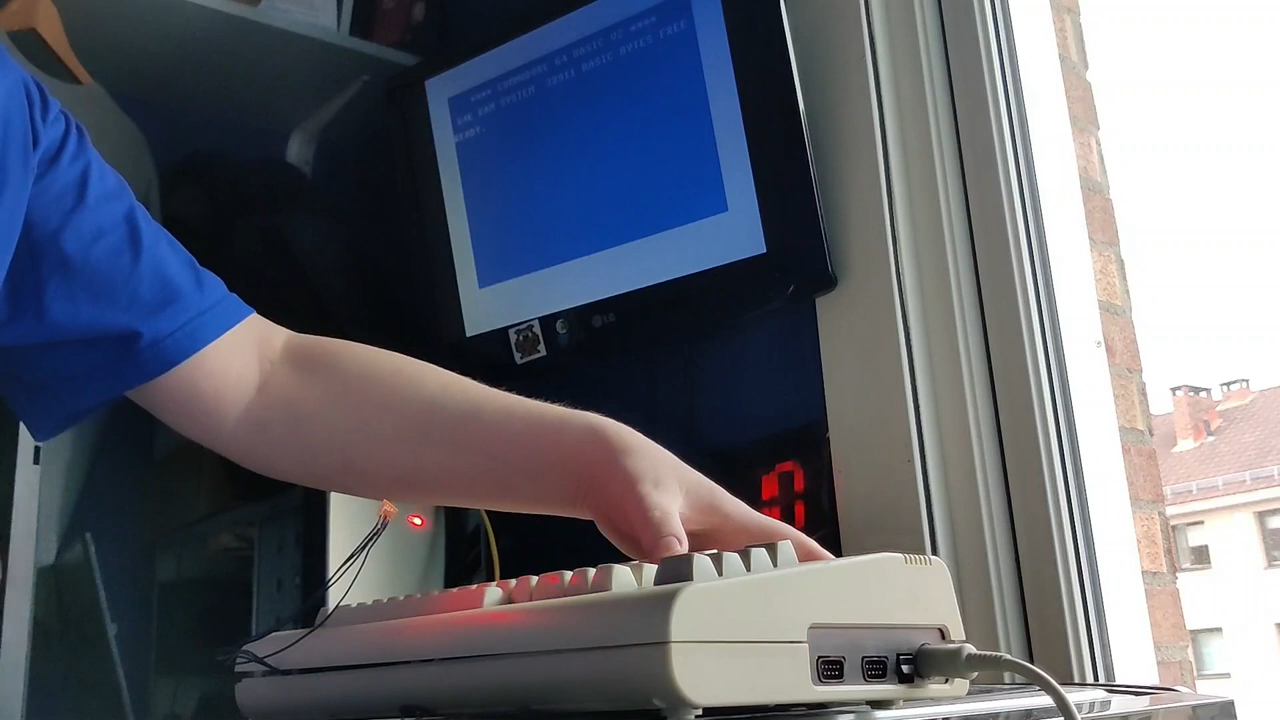 **** COMMODORE 64 BASIC V2 ****
64K RAM SYSTEM 38911 BASIC BYTES FREE
READY.
LG